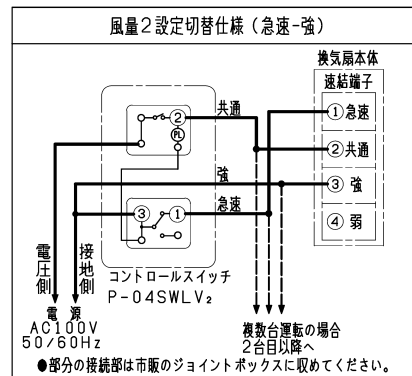 風量2設定切替仕様(急速-強)
換気扇本体
速結端子
①急速
②共通
③ 強
④ 弱
共通
強
急速
②
PL
③
①
コントロールスイッチ
P-04SWLV₂
電圧側
接地側
電 源
AC100V
50/60Hz
複数台運転の場合
2台目以降へ
●部分の接続部は市販のジョイントボックスに収めてください。